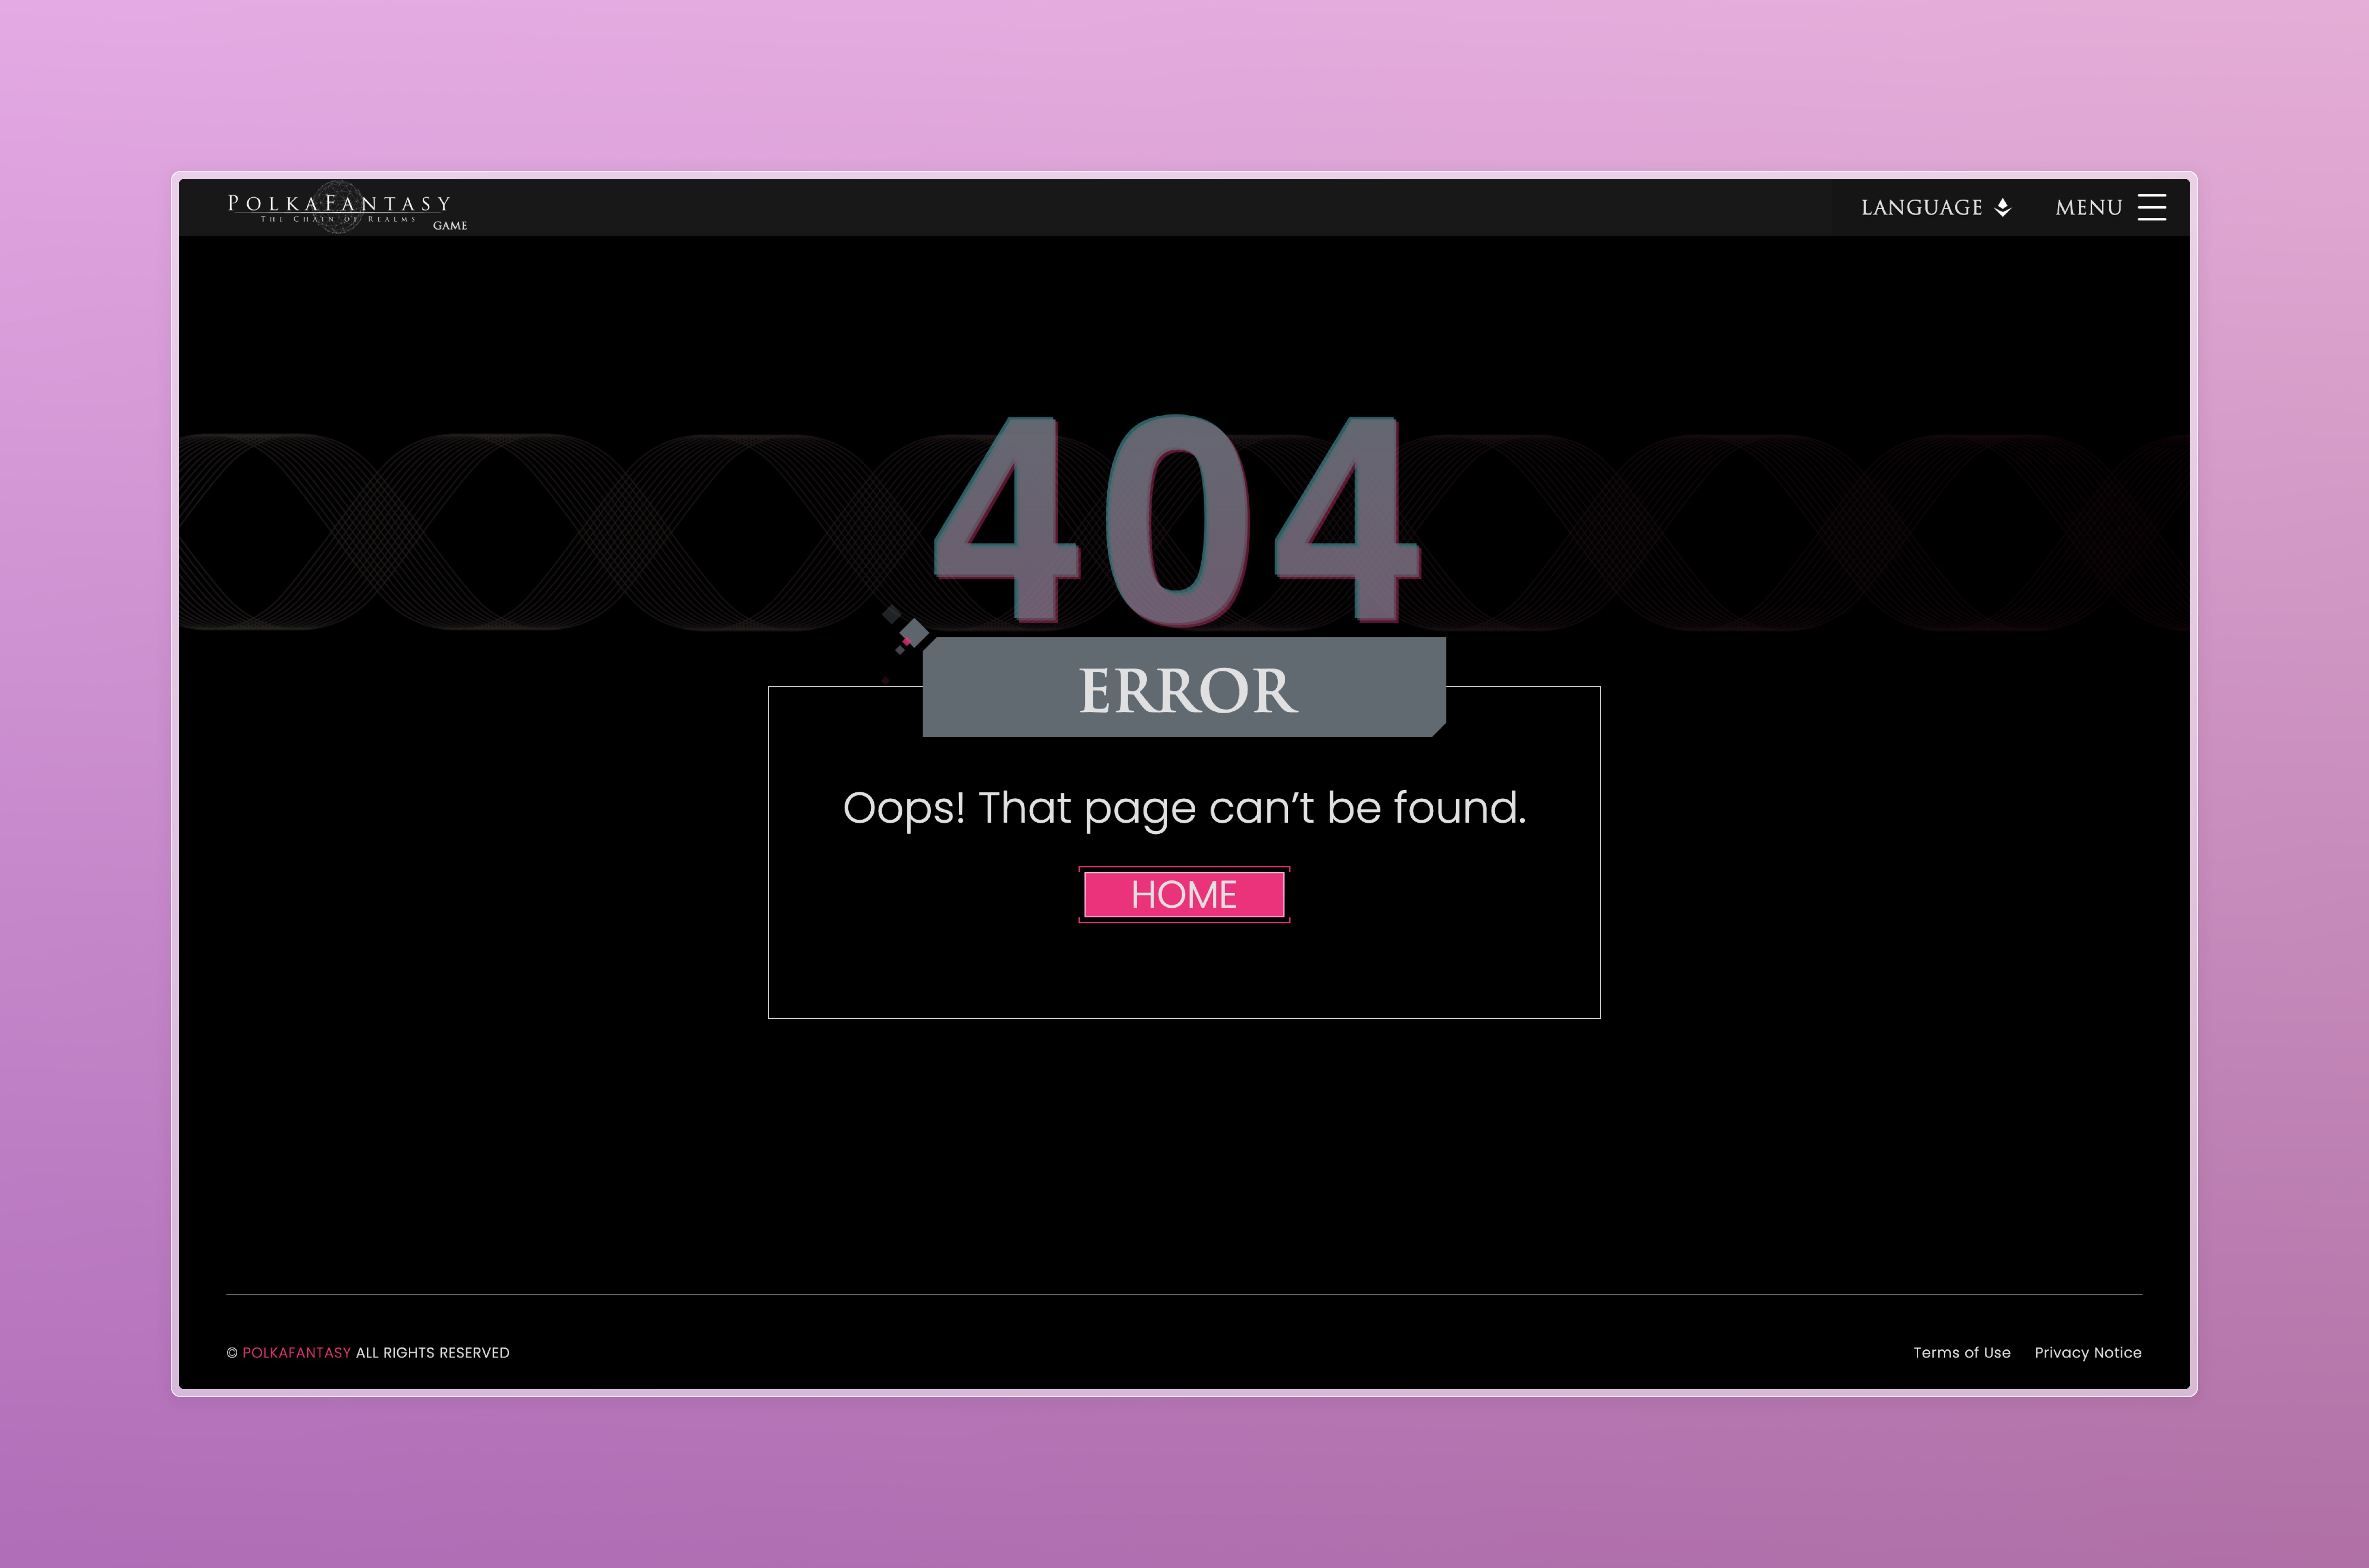 POLKAFANTASY
THE CHAIN OF REALMS
GAME
LANGUAGE
MENU
404
ERROR
Oops! That page can’t be found.
HOME
© POLKAFANTASY ALL RIGHTS RESERVED
Terms of Use
Privacy Notice